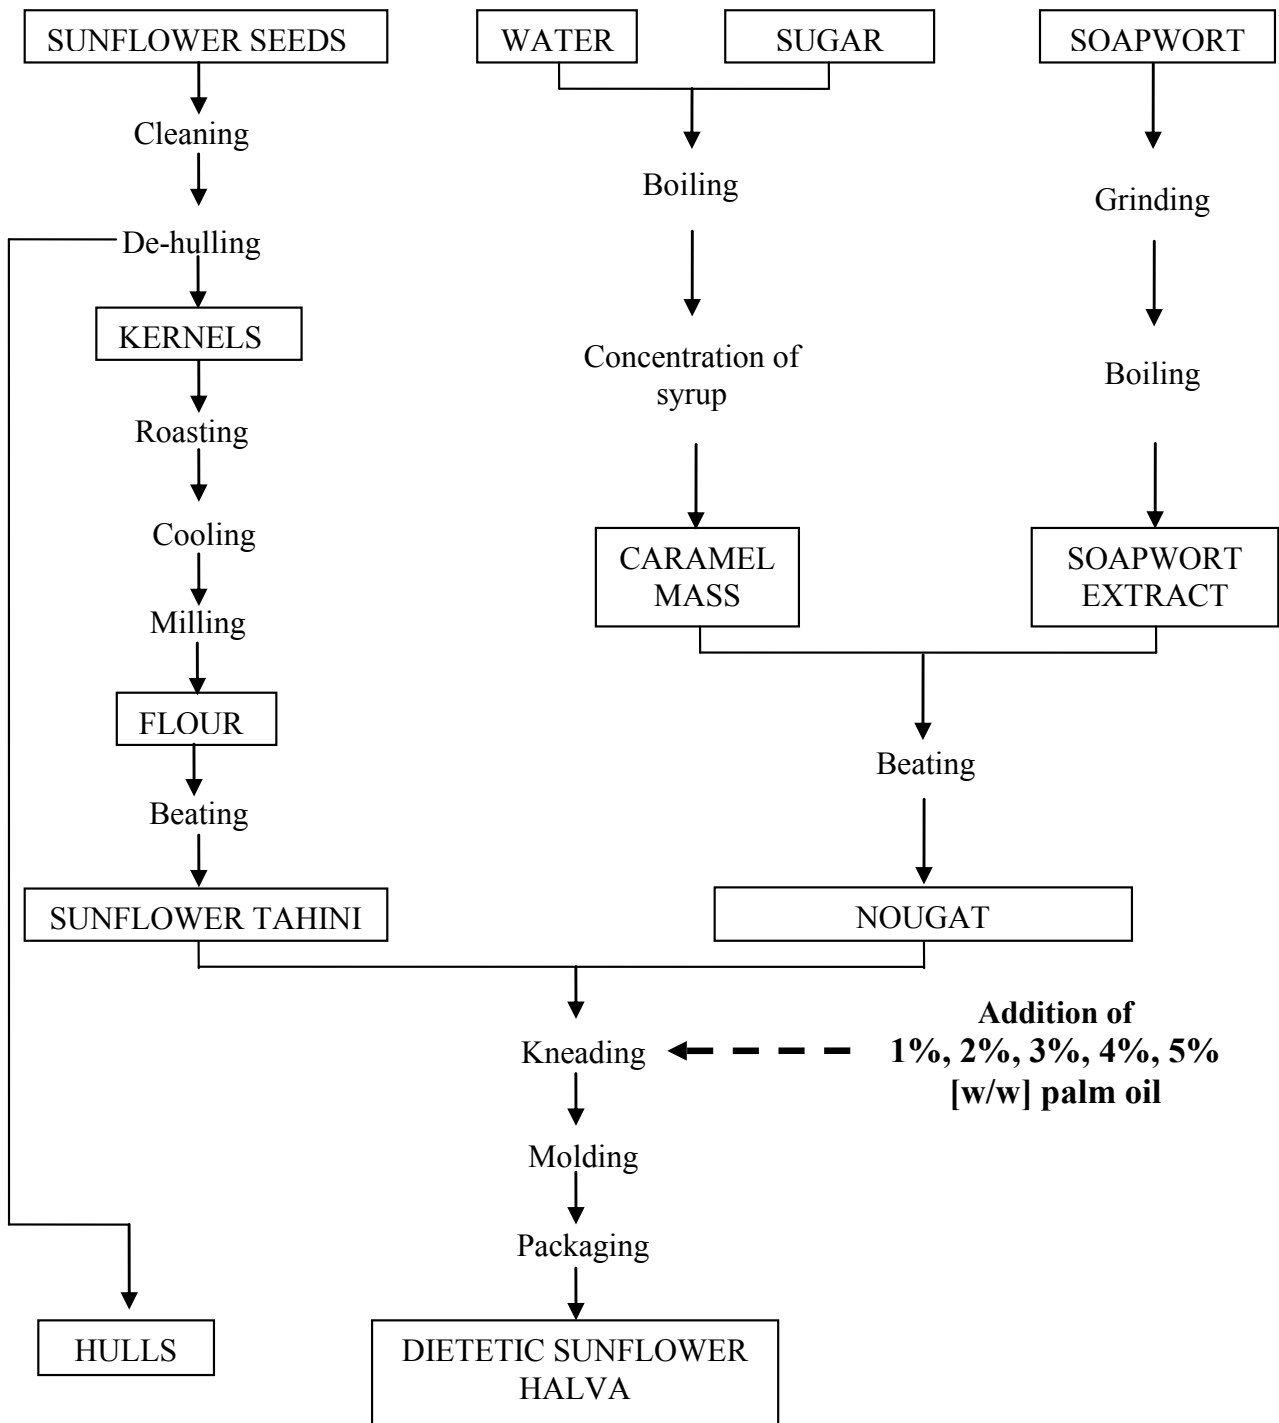 SUNFLOWER SEEDS
WATER
SUGAR
SOAPWORT
Cleaning
Boiling
Grinding
De-hulling
KERNELS
Concentration of
syrup
Boiling
Roasting
Cooling
CARAMEL
MASS
SOAPWORT
EXTRACT
Milling
FLOUR
Beating
Beating
SUNFLOWER TAHINI
NOUGAT
Addition of
1%, 2%, 3%, 4%, 5%
[w/w] palm oil
Kneading
Molding
Packaging
HULLS
DIETETIC SUNFLOWER
HALVA